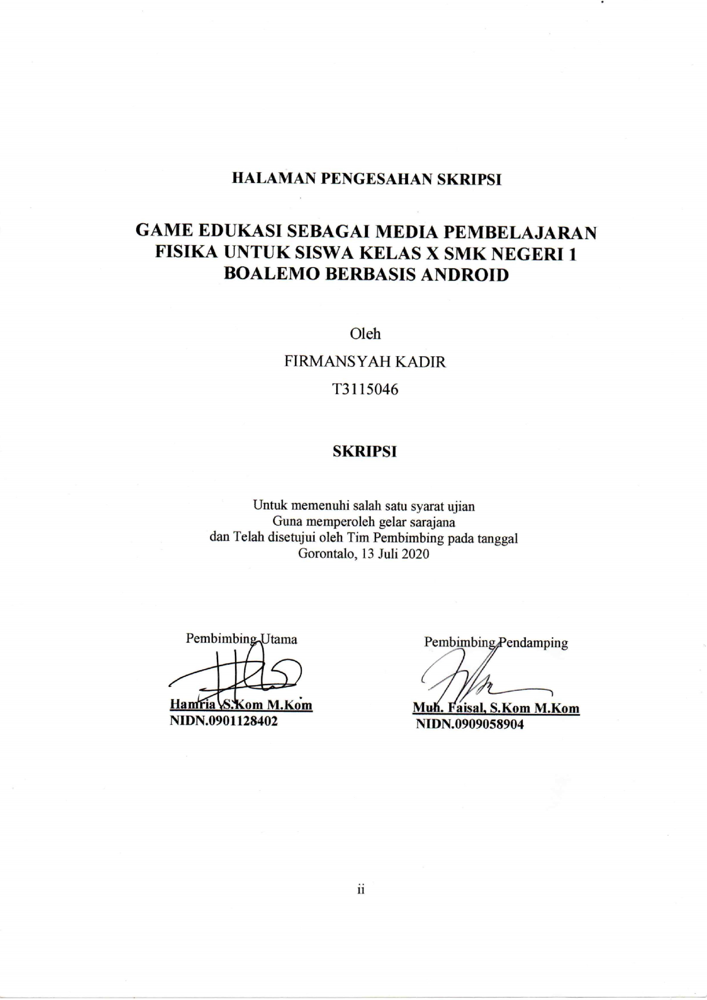 HALAMAN PENGESAHAN SKRIPSI
GAME EDUKASI SEBAGAI MEDIA PEMBELAJARAN
FISIKA UNTUK SISWA KELAS X SMK NEGERI 1
BOALEMO BERBASIS ANDROID
Oleh
FIRMANSYAH KADIR
T3115046
SKRIPSI
Untuk memenuhi salah satu syarat ujian
Guna memperoleh gelar sarajana
dan Telah disetujui oleh Tim Pembimbing pada tanggal
Gorontalo, 13 Juli 2020
Pembimbing Utama
Hamria ,S.Kom M.Kom
NIDN.0901128402
Pembimbing Pendamping
Muh. Faisal, S.Kom M.Kom
NIDN.0909058904
ii